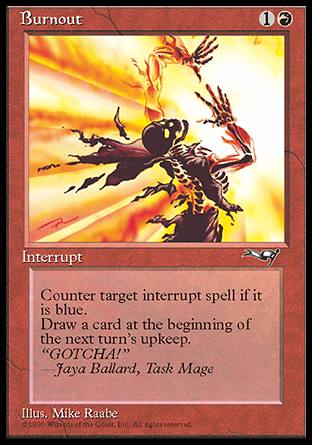 Burnout 1
Interrupt
Counter target interrupt spell if it
is blue.
Draw a card at the beginning of
the next turn's upkeep.
"GOTCHA!"
—Jaya Ballard, Task Mage
Illus. Mike Raabe
©1996 Wizards of the Coast, Inc. All rights reserved.